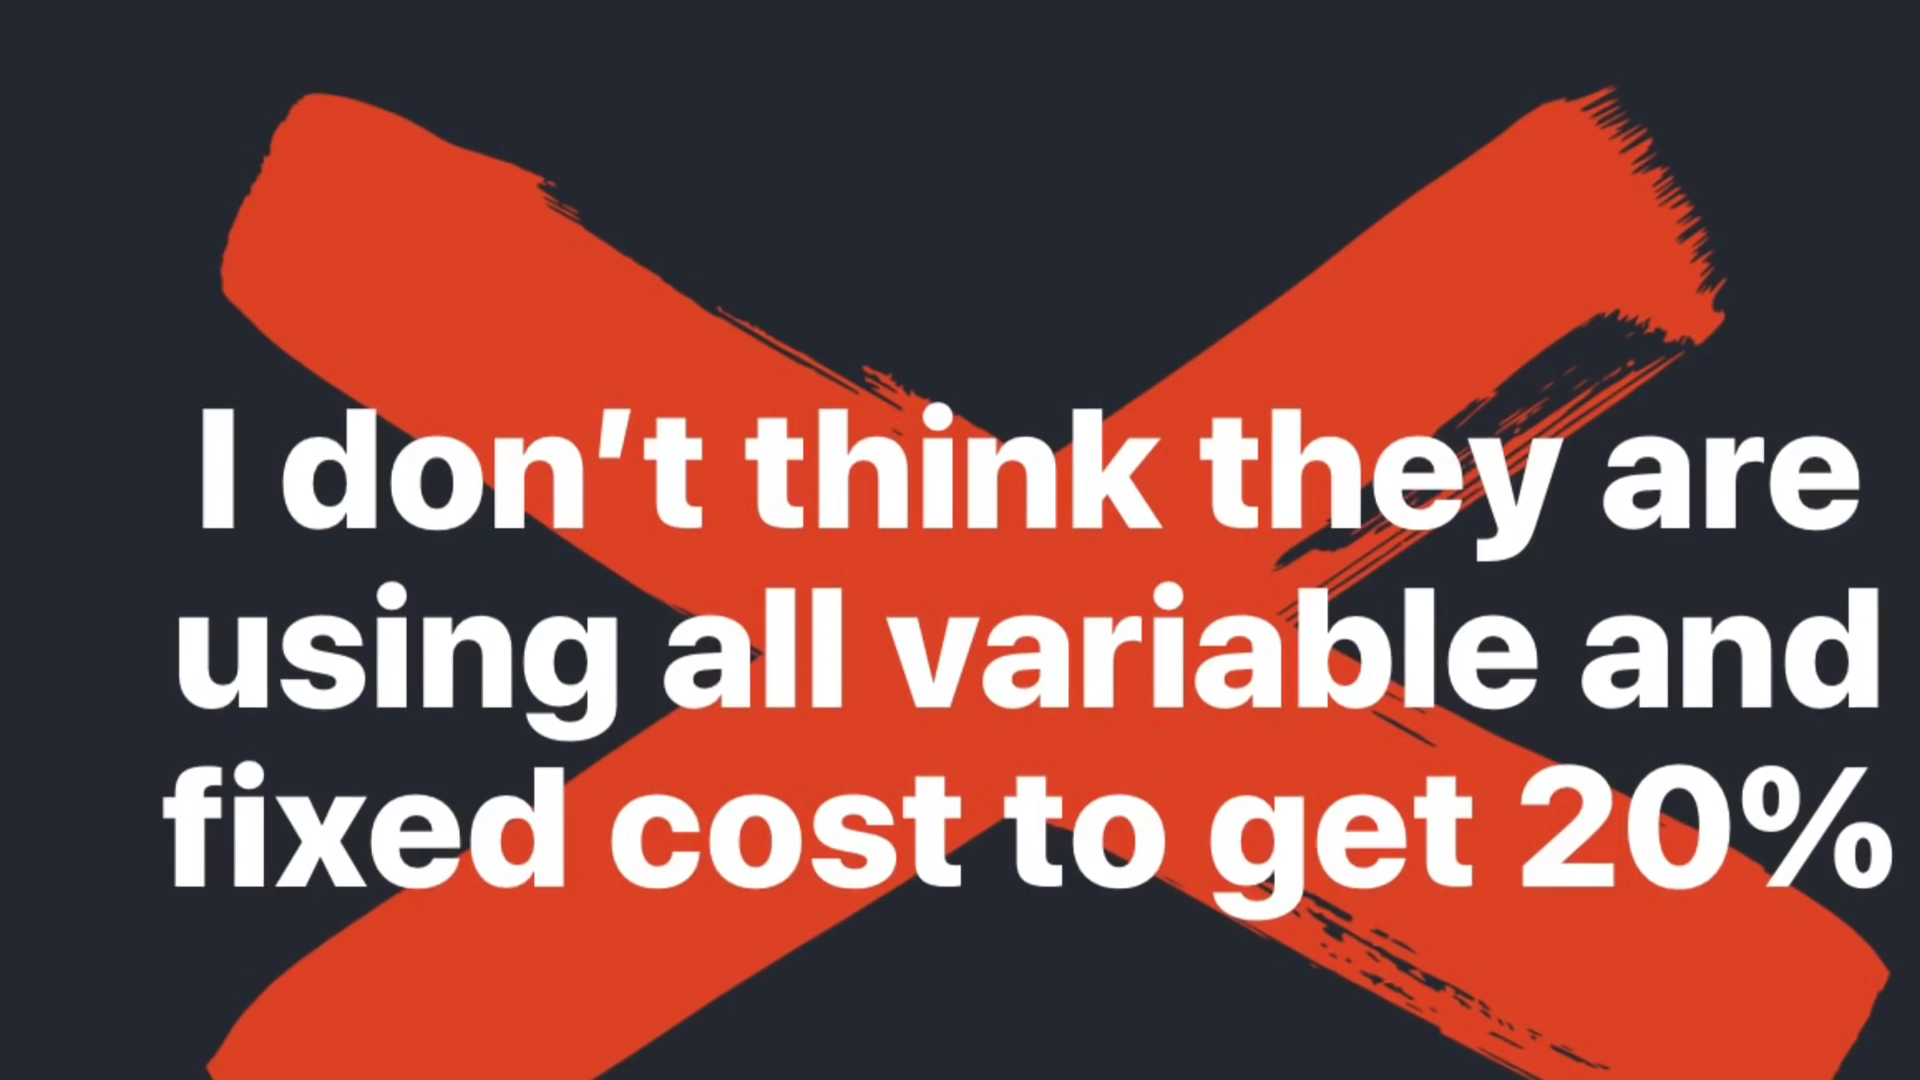 I don’t think they are
using all variable and
fixed cost to get 20%